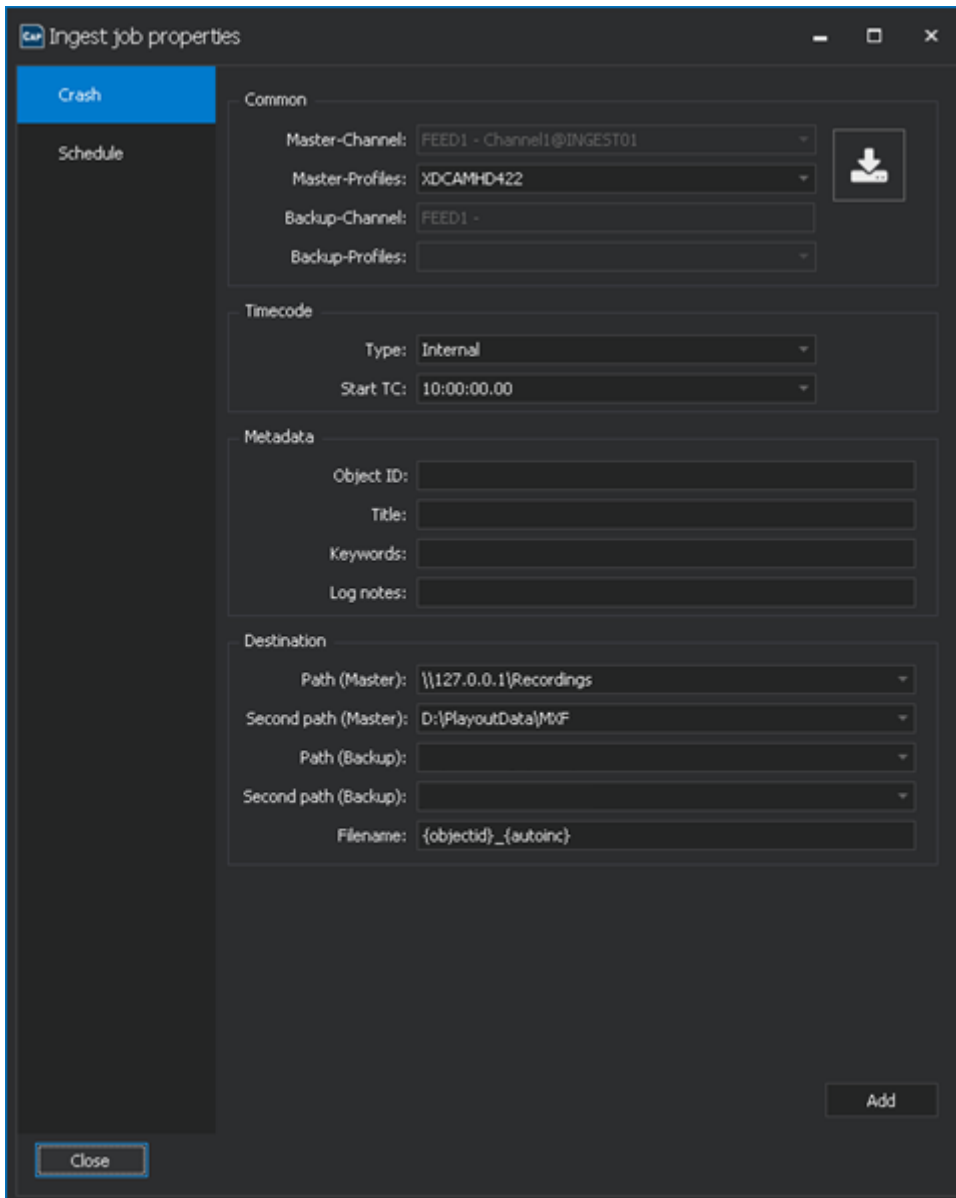 CAP Ingest job properties
Crash
Schedule
Common
Master-Channel: FEED1 - Channel1@INGEST01
Master-Profiles: XDCAMHD422
Backup-Channel: FEED1 -
Backup-Profiles:
Timecode
Type: Internal
Start TC: 10:00:00.00
Metadata
Object ID:
Title:
Keywords:
Log notes:
Destination
Path (Master): \\127.0.0.1\Recordings
Second path (Master): D:\PlayoutData\MXF
Path (Backup):
Second path (Backup):
Filename: {objectid}_{autoinc}
Add
Close